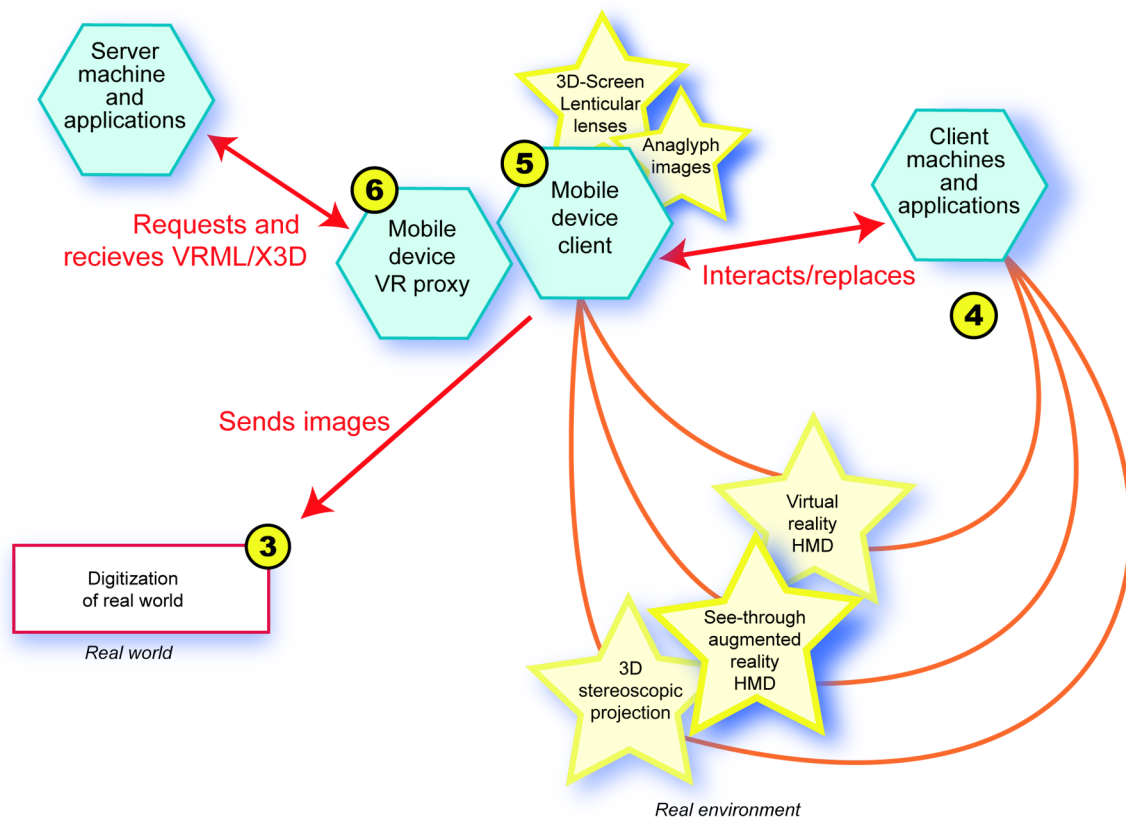 Server
machine
and
applications
3D-Screen
Lenticular
lenses
Anaglyph
images
5
Mobile
device
client
6
Mobile
device
VR proxy
Client
machines
and
applications
4
Requests and
recieves VRML/X3D
Interacts/replaces
Sends images
3
Digitization
of real world
Real world
Virtual
reality
HMD
See-through
augmented
reality
HMD
3D
stereoscopic
projection
Real environment